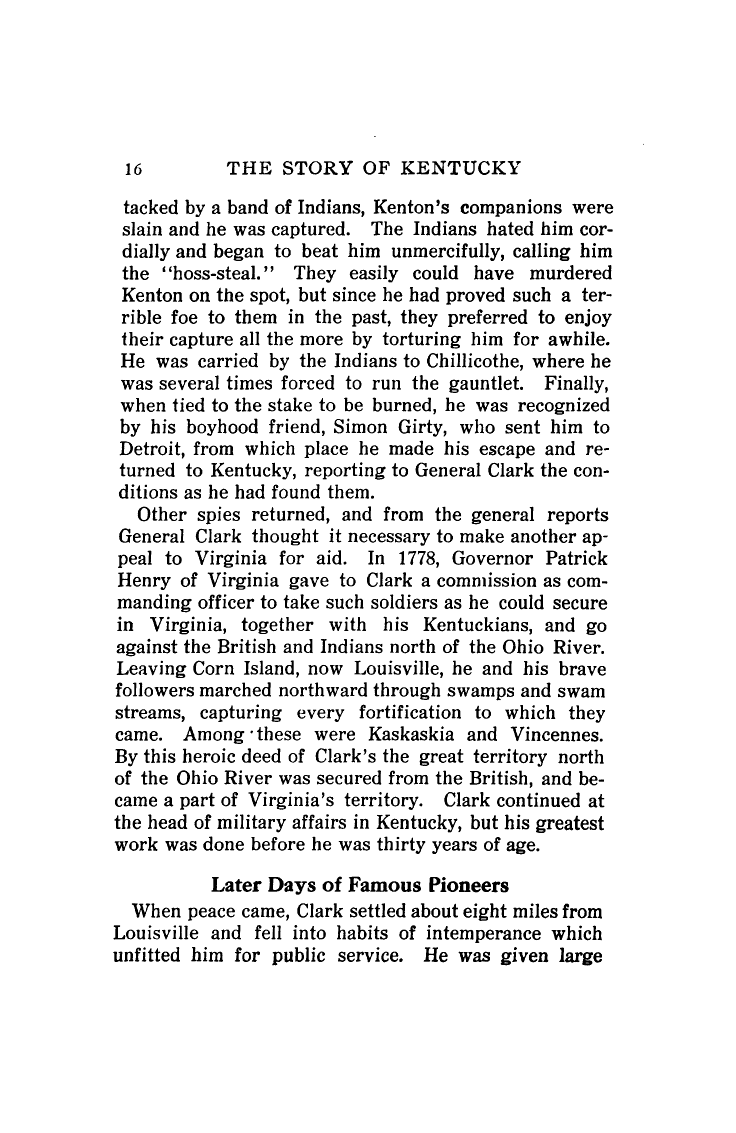 16 THE STORY OF KENTUCKY
tacked by a band of Indians, Kenton's companions were
slain and he was captured. The Indians hated him cor-
dially and began to beat him unmercifully, calling him
the "hoss-steal." They easily could have murdered
Kenton on the spot, but since he had proved such a ter-
rible foe to them in the past, they preferred to enjoy
their capture all the more by torturing him for awhile.
He was carried by the Indians to Chillicothe, where he
was several times forced to run the gauntlet. Finally,
when tied to the stake to be burned, he was recognized
by his boyhood friend, Simon Girty, who sent him to
Detroit, from which place he made his escape and re-
turned to Kentucky, reporting to General Clark the con-
ditions as he had found them.
Other spies returned, and from the general reports
General Clark thought it necessary to make another ap-
peal to Virginia for aid. In 1778, Governor Patrick
Henry of Virginia gave to Clark a commission as com-
manding officer to take such soldiers as he could secure
in Virginia, together with his Kentuckians, and go
against the British and Indians north of the Ohio River.
Leaving Corn Island, now Louisville, he and his brave
followers marched northward through swamps and swam
streams, capturing every fortification to which they
came. Among these were Kaskaskia and Vincennes.
By this heroic deed of Clark's the great territory north
of the Ohio River was secured from the British, and be-
came a part of Virginia's territory. Clark continued at
the head of military affairs in Kentucky, but his greatest
work was done before he was thirty years of age.
Later Days of Famous Pioneers
When peace came, Clark settled about eight miles from
Louisville and fell into habits of intemperance which
unfitted him for public service. He was given large